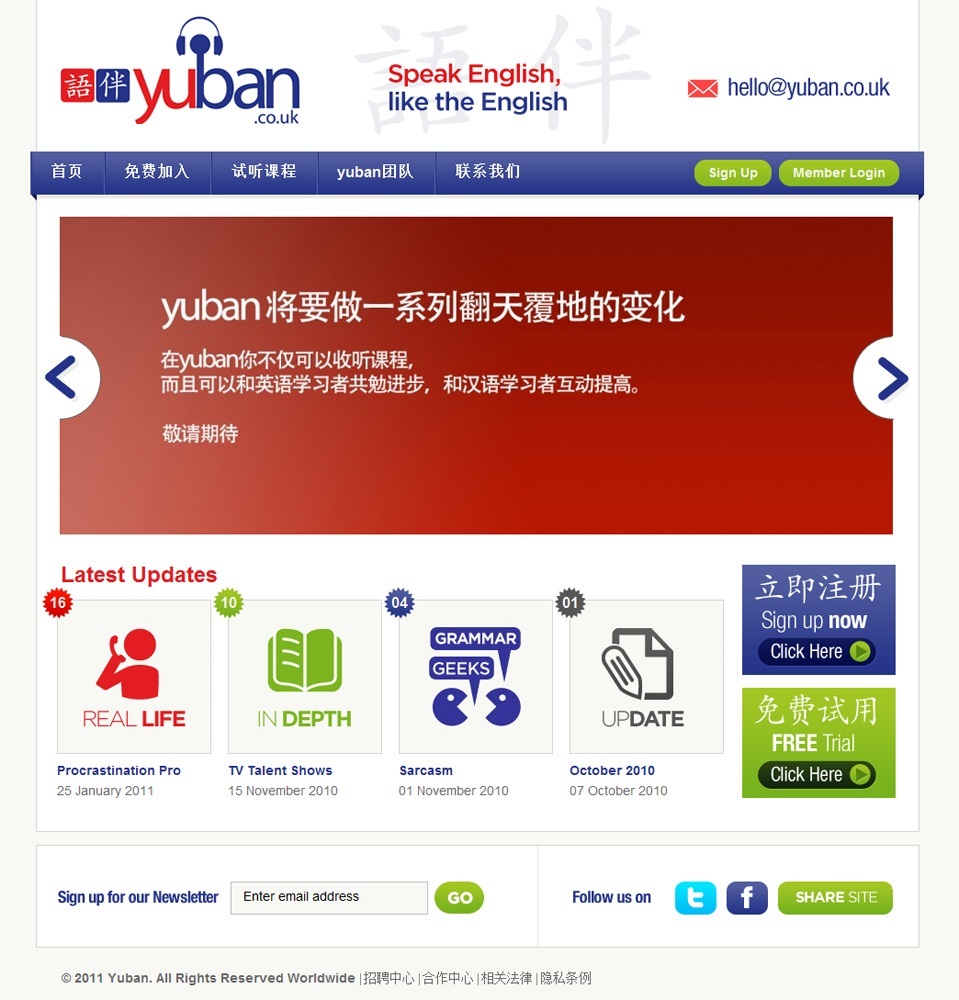 語伴
yuban
.co.uk
語伴
Speak English,
like the English
hello@yuban.co.uk
首页 免费加入 试听课程 yuban团队 联系我们 Sign Up Member Login
yuban 将要做一系列翻天覆地的变化
在yuban你不仅可以收听课程,
而且可以和英语学习者共勉进步，和汉语学习者互动提高。
敬请期待
Latest Updates
16 10 04 01
GRAMMAR
GEEKS
REAL LIFE IN DEPTH UPDATE
Procrastination Pro TV Talent Shows Sarcasm October 2010
25 January 2011 15 November 2010 01 November 2010 07 October 2010
立即注册
Sign up now
Click Here
免费试用
FREE Trial
Click Here
Sign up for our Newsletter Enter email address GO Follow us on t f SHARE SITE
© 2011 Yuban. All Rights Reserved Worldwide |招聘中心 |合作中心 |相关法律 |隐私条例